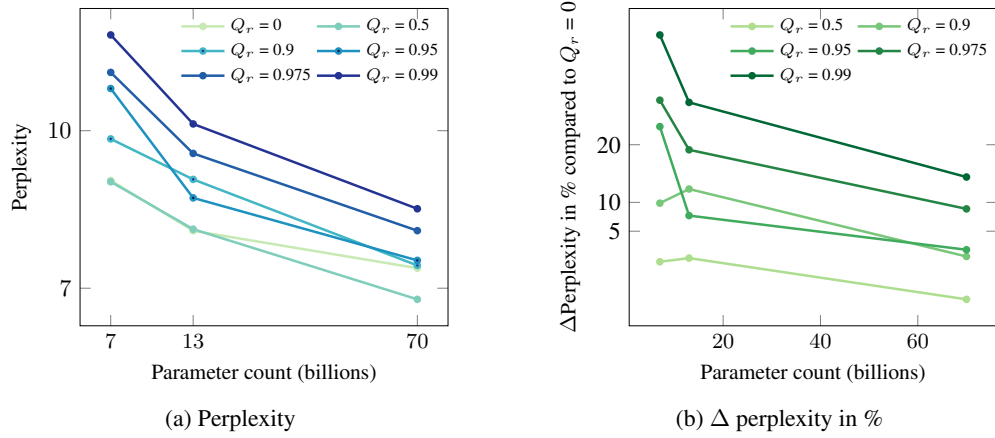 Q_r = 0
Q_r = 0.5
Q_r = 0.9
Q_r = 0.95
Q_r = 0.975
Q_r = 0.99
10
7
Perplexity
7
13
70
Parameter count (billions)
(a) Perplexity
Q_r = 0.5
Q_r = 0.9
Q_r = 0.95
Q_r = 0.975
Q_r = 0.99
20
10
5
ΔPerplexity in % compared to Q_r = 0
20
40
60
Parameter count (billions)
(b) Δ perplexity in %